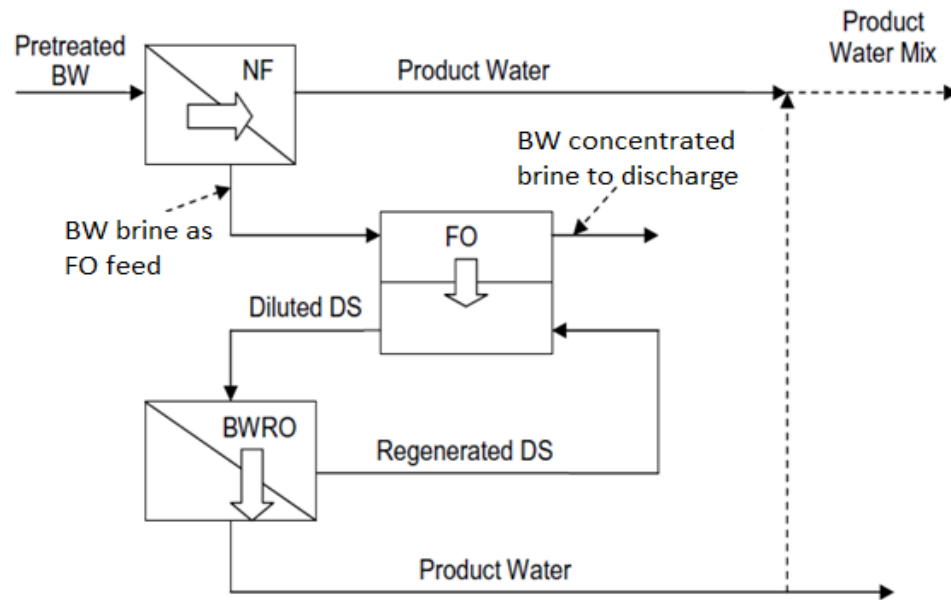 Product
Water Mix
Pretreated
BW
NF
Product Water
BW concentrated
brine to discharge
BW brine as
FO feed
FO
Diluted DS
BWRO
Regenerated DS
Product Water